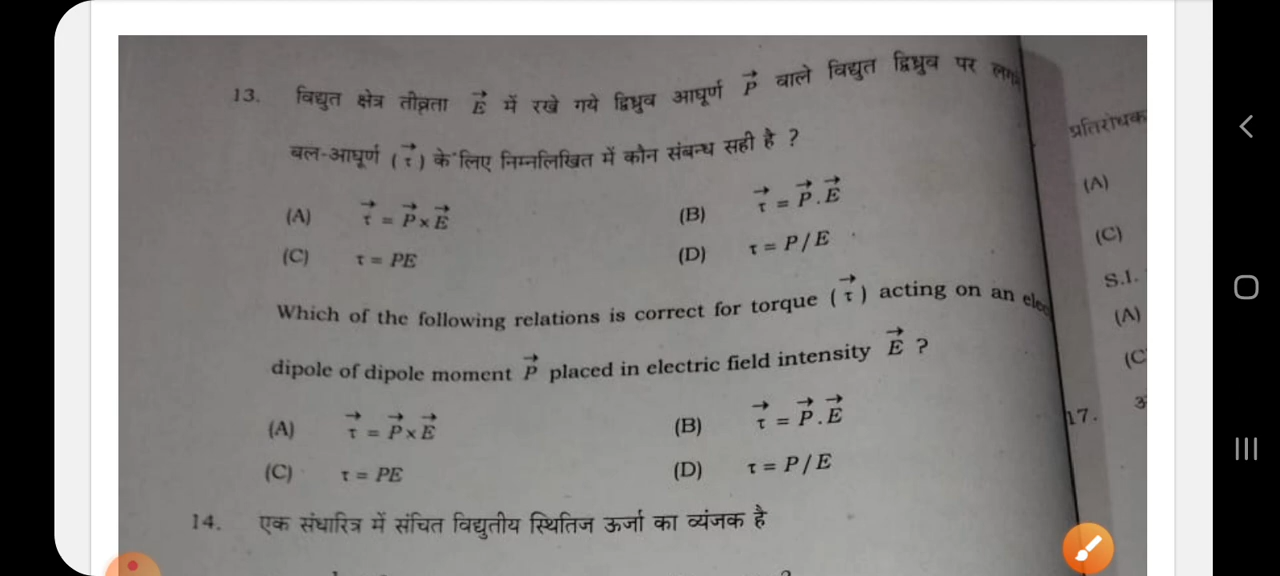 13. विद्युत क्षेत्र तीव्रता E⃗ में रखे गये द्विध्रुव आघूर्ण P⃗ वाले विद्युत द्विध्रुव पर
बल-आघूर्ण (τ⃗) के लिए निम्नलिखित में कौन संबन्ध सही है ?
(A) τ⃗ = P⃗ × E⃗ (B) τ⃗ = P⃗ . E⃗
(C) τ = PE (D) τ = P / E
Which of the following relations is correct for torque (τ⃗) acting on an
dipole of dipole moment P⃗ placed in electric field intensity E⃗ ?
(A) τ⃗ = P⃗ × E⃗ (B) τ⃗ = P⃗ . E⃗
(C) τ = PE (D) τ = P / E
14. एक संधारित्र में संचित विद्युतीय स्थितिज ऊर्जा का व्यंजक है
प्रतिरोधक
(A)
(C)
S.I.
(A)
(C
17.